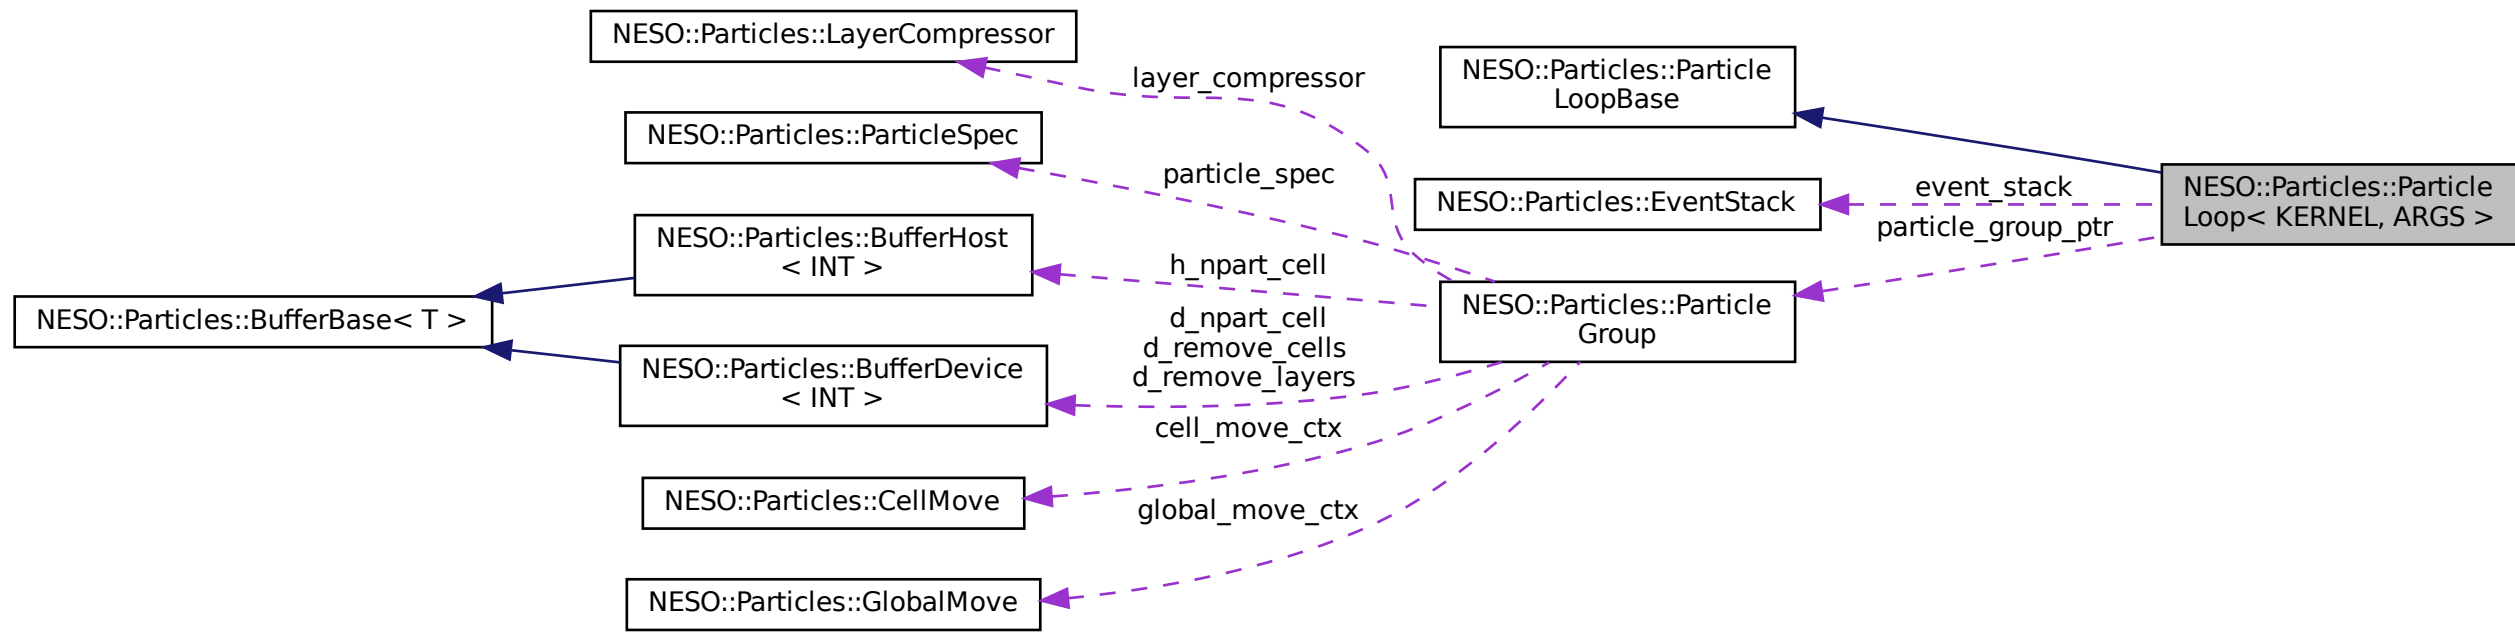 NESO::Particles::LayerCompressor
layer_compressor
NESO::Particles::Particle
LoopBase
NESO::Particles::ParticleSpec
particle_spec
NESO::Particles::EventStack
event_stack
particle_group_ptr
NESO::Particles::Particle
Loop< KERNEL, ARGS >
NESO::Particles::BufferHost
< INT >
h_npart_cell
NESO::Particles::BufferBase< T >
NESO::Particles::Particle
Group
d_npart_cell
d_remove_cells
d_remove_layers
NESO::Particles::BufferDevice
< INT >
cell_move_ctx
NESO::Particles::CellMove
global_move_ctx
NESO::Particles::GlobalMove